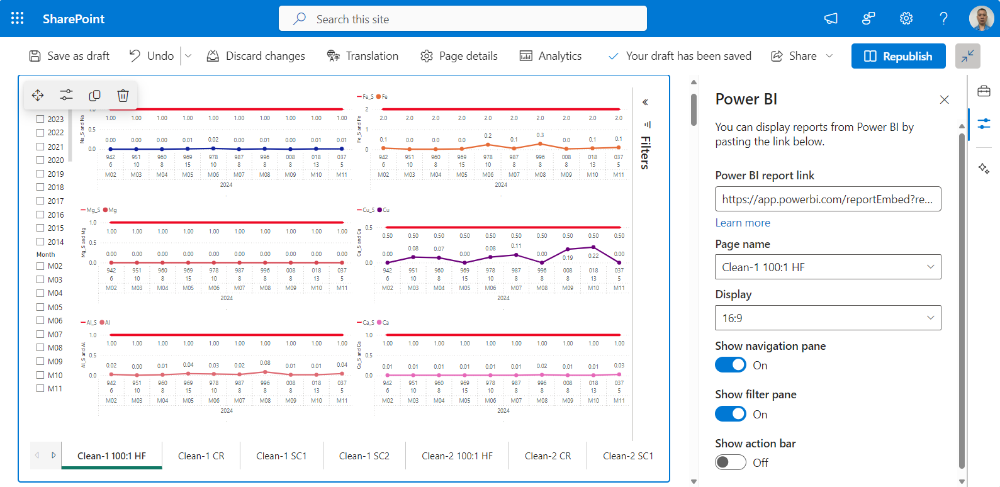 SharePoint
Search this site
Save as draft
Undo
Discard changes
Translation
Page details
Analytics
Your draft has been saved
Share
Republish
2023
2022
2021
2020
2019
2018
2017
2016
2015
2014
Month
M02
M03
M04
M05
M06
M07
M08
M09
M10
M11
Na_S and Na
1.0
0.5
0.0
1.00 1.00 1.00 1.00 1.00 1.00 1.00 1.00 1.00 1.00
0.00 0.00 0.00 0.01 0.02 0.00 0.01 0.00 0.01 0.01
942 951 960 969 978 987 996 008 018 037
6 10 8 15 10 8 8 8 13 5
M02 M03 M04 M05 M06 M07 M08 M09 M10 M11
2024
Fe_S Fe
Fe_S and Fe
2
1
0
2.0 2.0 2.0 2.0 2.0 2.0 2.0 2.0 2.0 2.0
0.1 0.0 0.0 0.0 0.2 0.1 0.3 0.0 0.1 0.1
942 951 960 969 978 987 996 008 018 037
6 10 8 15 10 8 8 8 13 5
M02 M03 M04 M05 M06 M07 M08 M09 M10 M11
2024
Mg_S Mg
Mg_S and Mg
1.0
0.5
0.0
1.00 1.00 1.00 1.00 1.00 1.00 1.00 1.00 1.00 1.00
0.00 0.00 0.00 0.00 0.00 0.00 0.00 0.00 0.00 0.00
942 951 960 969 978 987 996 008 018 037
6 10 8 15 10 8 8 8 13 5
M02 M03 M04 M05 M06 M07 M08 M09 M10 M11
2024
Cu_S Cu
Cu_S and Cu
0.5
0.0
0.50 0.50 0.50 0.50 0.50 0.50 0.50 0.50 0.50 0.50
0.00 0.08 0.07 0.00 0.08 0.11 0.00 0.19 0.22 0.00
942 951 960 969 978 987 996 008 018 037
6 10 8 15 10 8 8 8 13 5
M02 M03 M04 M05 M06 M07 M08 M09 M10 M11
2024
Al_S Al
Al_S and Al
1.0
0.5
0.0
1.00 1.00 1.00 1.00 1.00 1.00 1.00 1.00 1.00 1.00
0.02 0.00 0.01 0.04 0.03 0.02 0.08 0.01 0.01 0.04
942 951 960 969 978 987 996 008 018 037
6 10 8 15 10 8 8 8 13 5
M02 M03 M04 M05 M06 M07 M08 M09 M10 M11
2024
Ca_S Ca
Ca_S and Ca
1.0
0.5
0.0
1.00 1.00 1.00 1.00 1.00 1.00 1.00 1.00 1.00 1.00
0.01 0.01 0.01 0.01 0.01 0.01 0.02 0.01 0.01 0.03
942 951 960 969 978 987 996 008 018 037
6 10 8 15 10 8 8 8 13 5
M02 M03 M04 M05 M06 M07 M08 M09 M10 M11
2024
Filters
Clean-1 100:1 HF
Clean-1 CR
Clean-1 SC1
Clean-1 SC2
Clean-2 100:1 HF
Clean-2 CR
Clean-2 SC1
Power BI
You can display reports from Power BI by
pasting the link below.
Power BI report link
https://app.powerbi.com/reportEmbed?re...
Learn more
Page name
Clean-1 100:1 HF
Display
16:9
Show navigation pane
On
Show filter pane
On
Show action bar
Off